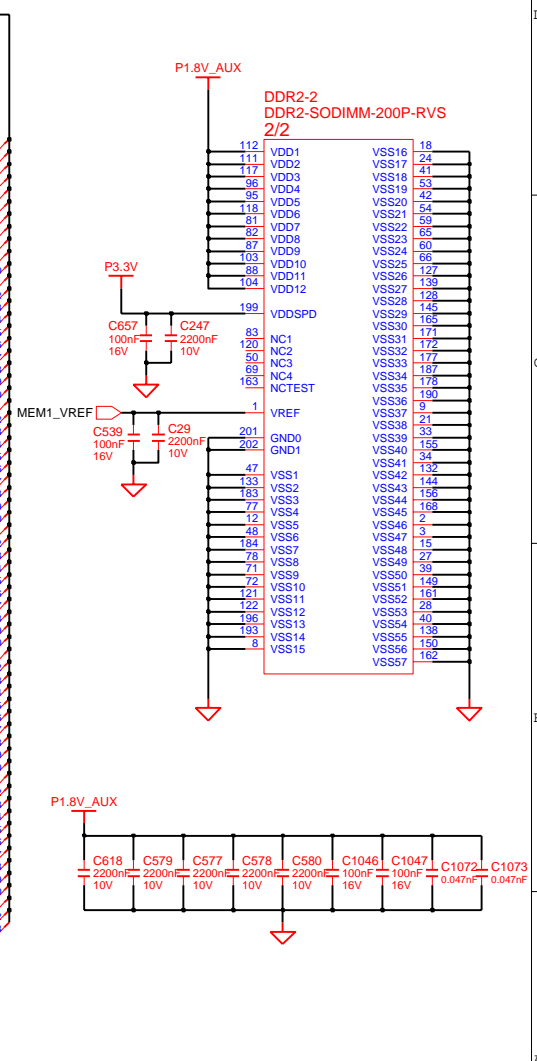 P1.8V_AUX
DDR2-2
DDR2-SODIMM-200P-RVS
2/2
112 VDD1 VSS16 18
111 VDD2 VSS17 24
117 VDD3 VSS18 41
96 VDD4 VSS19 53
95 VDD5 VSS20 42
118 VDD6 VSS21 54
81 VDD7 VSS22 59
82 VDD8 VSS23 65
87 VDD9 VSS24 60
103 VDD10 VSS25 66
88 VDD11 VSS26 127
104 VDD12 VSS27 139
VSS28 128
P3.3V
199 VDDSPD VSS29 145
VSS30 165
C657
100nF
16V
C247
2200nF
10V
83 NC1 VSS31 171
120 NC2 VSS32 172
50 NC3 VSS33 177
69 NC4 VSS34 187
163 NCTEST VSS35 178
VSS36 190
MEM1_VREF
1 VREF VSS37 9
VSS38 21
C539
100nF
16V
C29
2200nF
10V
201 GND0 VSS39 33
202 GND1 VSS40 155
VSS41 34
47 VSS1 VSS42 132
133 VSS2 VSS43 144
183 VSS3 VSS44 156
77 VSS4 VSS45 168
12 VSS5 VSS46 2
48 VSS6 VSS47 3
184 VSS7 VSS48 15
78 VSS8 VSS49 27
71 VSS9 VSS50 39
72 VSS10 VSS51 149
121 VSS11 VSS52 161
122 VSS12 VSS53 28
196 VSS13 VSS54 40
193 VSS14 VSS55 138
8 VSS15 VSS56 150
VSS57 162
P1.8V_AUX
C618 C579 C577 C578 C580 C1046 C1047 C1072 C1073
2200nF 2200nF 2200nF 2200nF 2200nF 100nF 100nF 0.047nF 0.047nF
10V 10V 10V 10V 10V 16V 16V